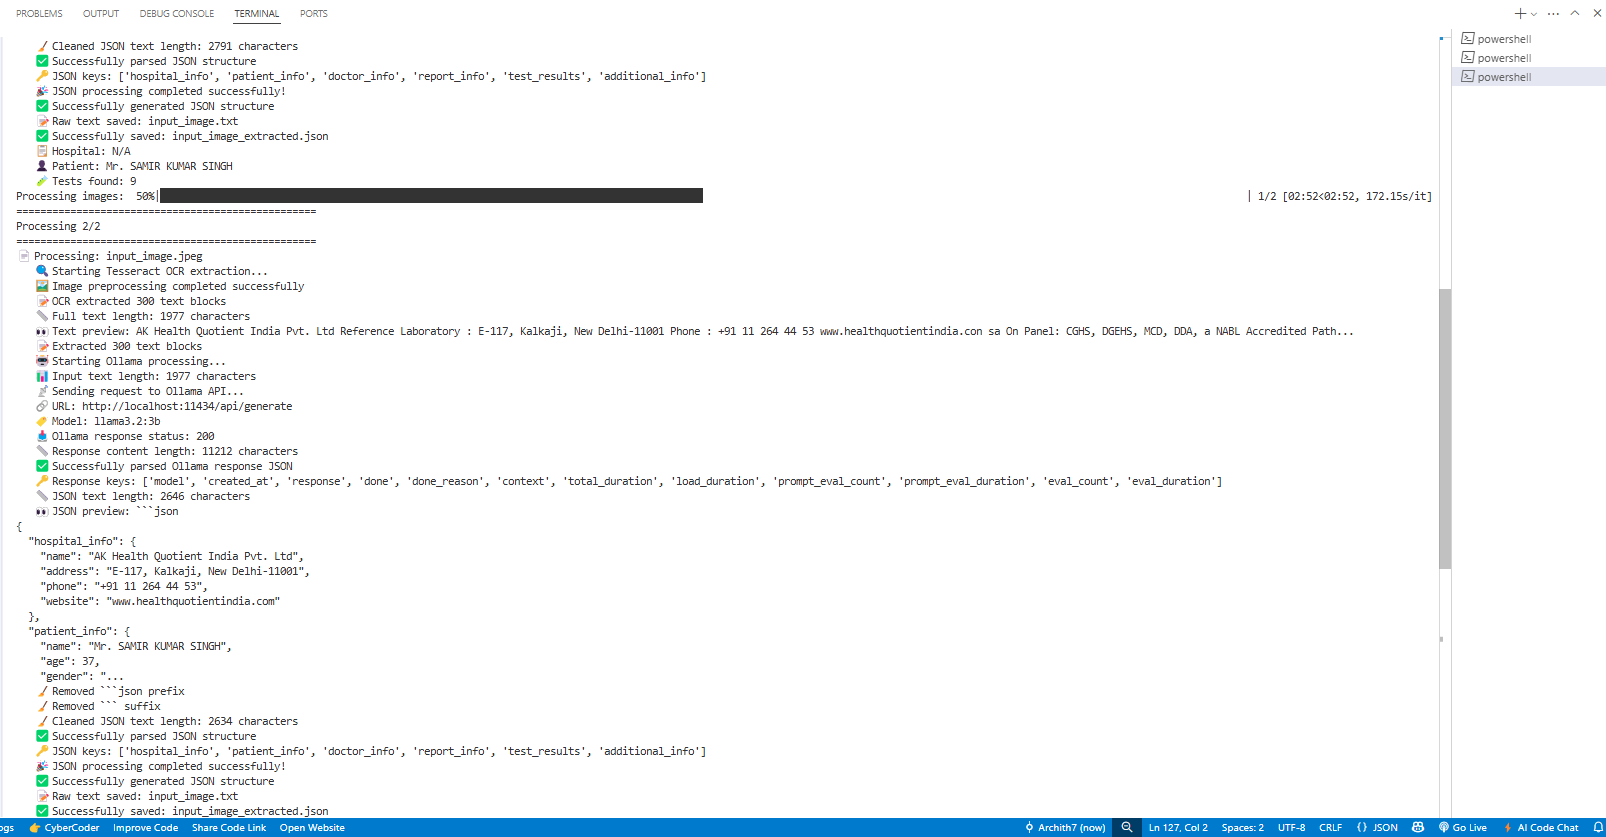 PROBLEMS OUTPUT DEBUG CONSOLE TERMINAL PORTS
Cleaned JSON text length: 2791 characters
Successfully parsed JSON structure
JSON keys: ['hospital_info', 'patient_info', 'doctor_info', 'report_info', 'test_results', 'additional_info']
JSON processing completed successfully!
Successfully generated JSON structure
Raw text saved: input_image.txt
Successfully saved: input_image_extracted.json
Hospital: N/A
Patient: Mr. SAMIR KUMAR SINGH
Tests found: 9
Processing images: 50%| | 1/2 [02:52<02:52, 172.15s/it]
==================================================
Processing 2/2
==================================================
Processing: input_image.jpeg
Starting Tesseract OCR extraction...
Image preprocessing completed successfully
OCR extracted 300 text blocks
Full text length: 1977 characters
Text preview: AK Health Quotient India Pvt. Ltd Reference Laboratory : E-117, Kalkaji, New Delhi-11001 Phone : +91 11 264 44 53 www.healthquotientindia.con sa On Panel: CGHS, DGEHS, MCD, DDA, a NABL Accredited Path...
Extracted 300 text blocks
Starting Ollama processing...
Input text length: 1977 characters
Sending request to Ollama API...
URL: http://localhost:11434/api/generate
Model: llama3.2:3b
Ollama response status: 200
Response content length: 11212 characters
Successfully parsed Ollama response JSON
Response keys: ['model', 'created_at', 'response', 'done', 'done_reason', 'context', 'total_duration', 'load_duration', 'prompt_eval_count', 'prompt_eval_duration', 'eval_count', 'eval_duration']
JSON text length: 2646 characters
JSON preview: ```json
{
"hospital_info": {
"name": "AK Health Quotient India Pvt. Ltd",
"address": "E-117, Kalkaji, New Delhi-11001",
"phone": "+91 11 264 44 53",
"website": "www.healthquotientindia.com"
},
"patient_info": {
"name": "Mr. SAMIR KUMAR SINGH",
"age": 37,
"gender": "...
Removed ```json prefix
Removed ``` suffix
Cleaned JSON text length: 2634 characters
Successfully parsed JSON structure
JSON keys: ['hospital_info', 'patient_info', 'doctor_info', 'report_info', 'test_results', 'additional_info']
JSON processing completed successfully!
Successfully generated JSON structure
Raw text saved: input_image.txt
Successfully saved: input_image_extracted.json
powershell
powershell
powershell
ogs CyberCoder Improve Code Share Code Link Open Website Archith7 (now) Ln 127, Col 2 Spaces: 2 UTF-8 CRLF {} JSON Go Live AI Code Chat